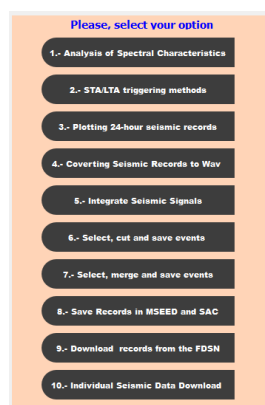 Please, select your option
1.- Analysis of Spectral Characteristics
2.- STA/LTA triggering methods
3.- Plotting 24-hour seismic records
4.- Coverting Seismic Records to Wav
5.- Integrate Seismic Signals
6.- Select, cut and save events
7.- Select, merge and save events
8.- Save Records in MSEED and SAC
9.- Download records from the FDSN
10.- Individual Seismic Data Download